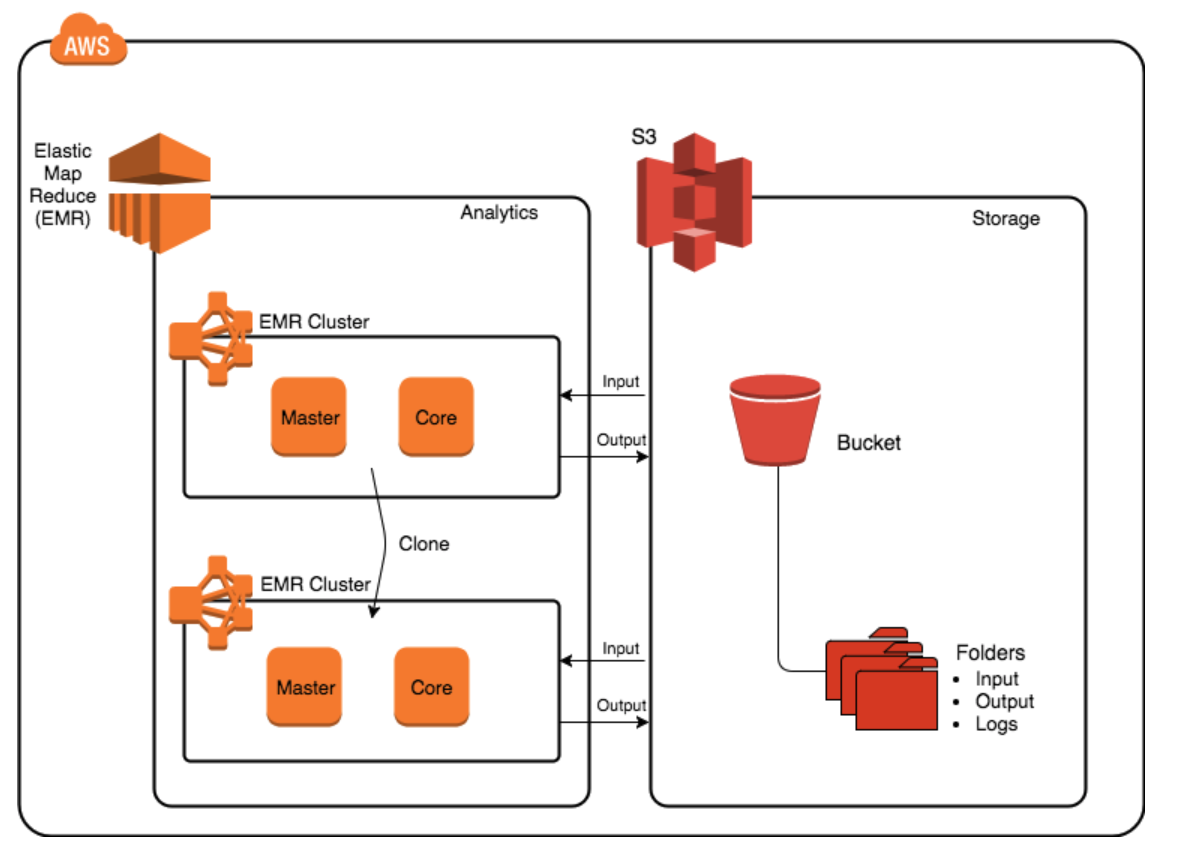 AWS
Elastic
Map
Reduce
(EMR)
Analytics
S3
Storage
EMR Cluster
Master
Core
Input
Output
Bucket
Clone
EMR Cluster
Master
Core
Input
Output
Folders
• Input
• Output
• Logs